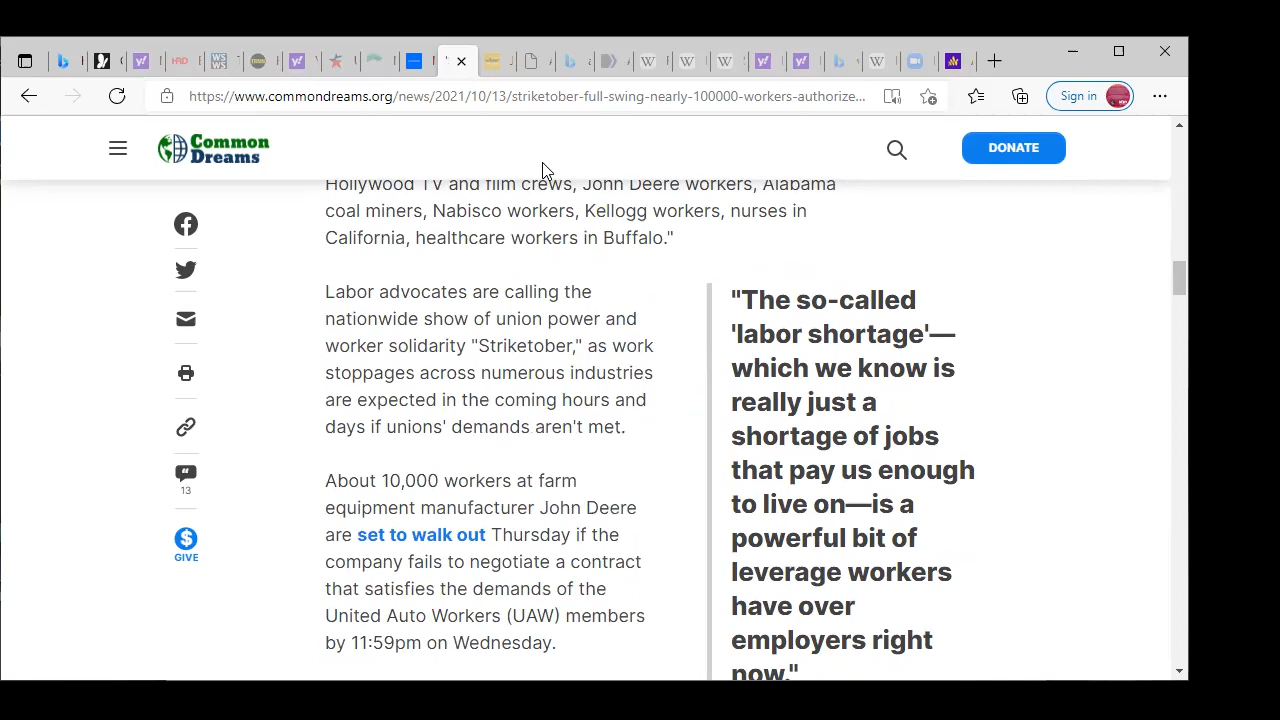 https://www.commondreams.org/news/2021/10/13/striketober-full-swing-nearly-100000-workers-authorize...
Sign in
Common
Dreams
DONATE
Hollywood TV and film crews, John Deere workers, Alabama
coal miners, Nabisco workers, Kellogg workers, nurses in
California, healthcare workers in Buffalo."
Labor advocates are calling the
nationwide show of union power and
worker solidarity "Striketober," as work
stoppages across numerous industries
are expected in the coming hours and
days if unions' demands aren't met.
About 10,000 workers at farm
equipment manufacturer John Deere
are set to walk out Thursday if the
company fails to negotiate a contract
that satisfies the demands of the
United Auto Workers (UAW) members
by 11:59pm on Wednesday.
"The so-called
'labor shortage'—
which we know is
really just a
shortage of jobs
that pay us enough
to live on—is a
powerful bit of
leverage workers
have over
employers right
now."
13
GIVE